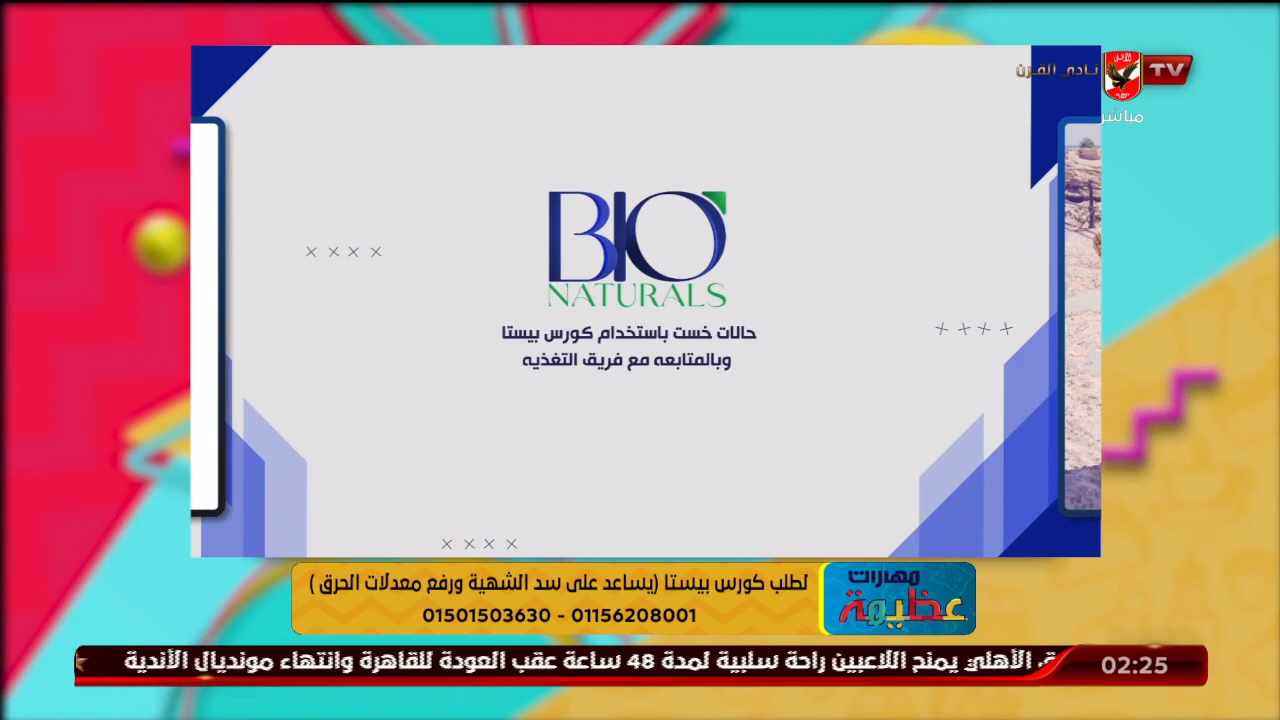 نادي القرن
TV
مباشر
BIO
NATURALS
حالات خست باستخدام كورس بيستا
وبالمتابعه مع فريق التغذيه
مهارات
عظيمة
لطلب كورس بيستا (يساعد على سد الشهية ورفع معدلات الحرق )
01501503630 - 01156208001
الأهلي يمنح اللاعبين راحة سلبية لمدة 48 ساعة عقب العودة للقاهرة وانتهاء مونديال الأندية
02:25